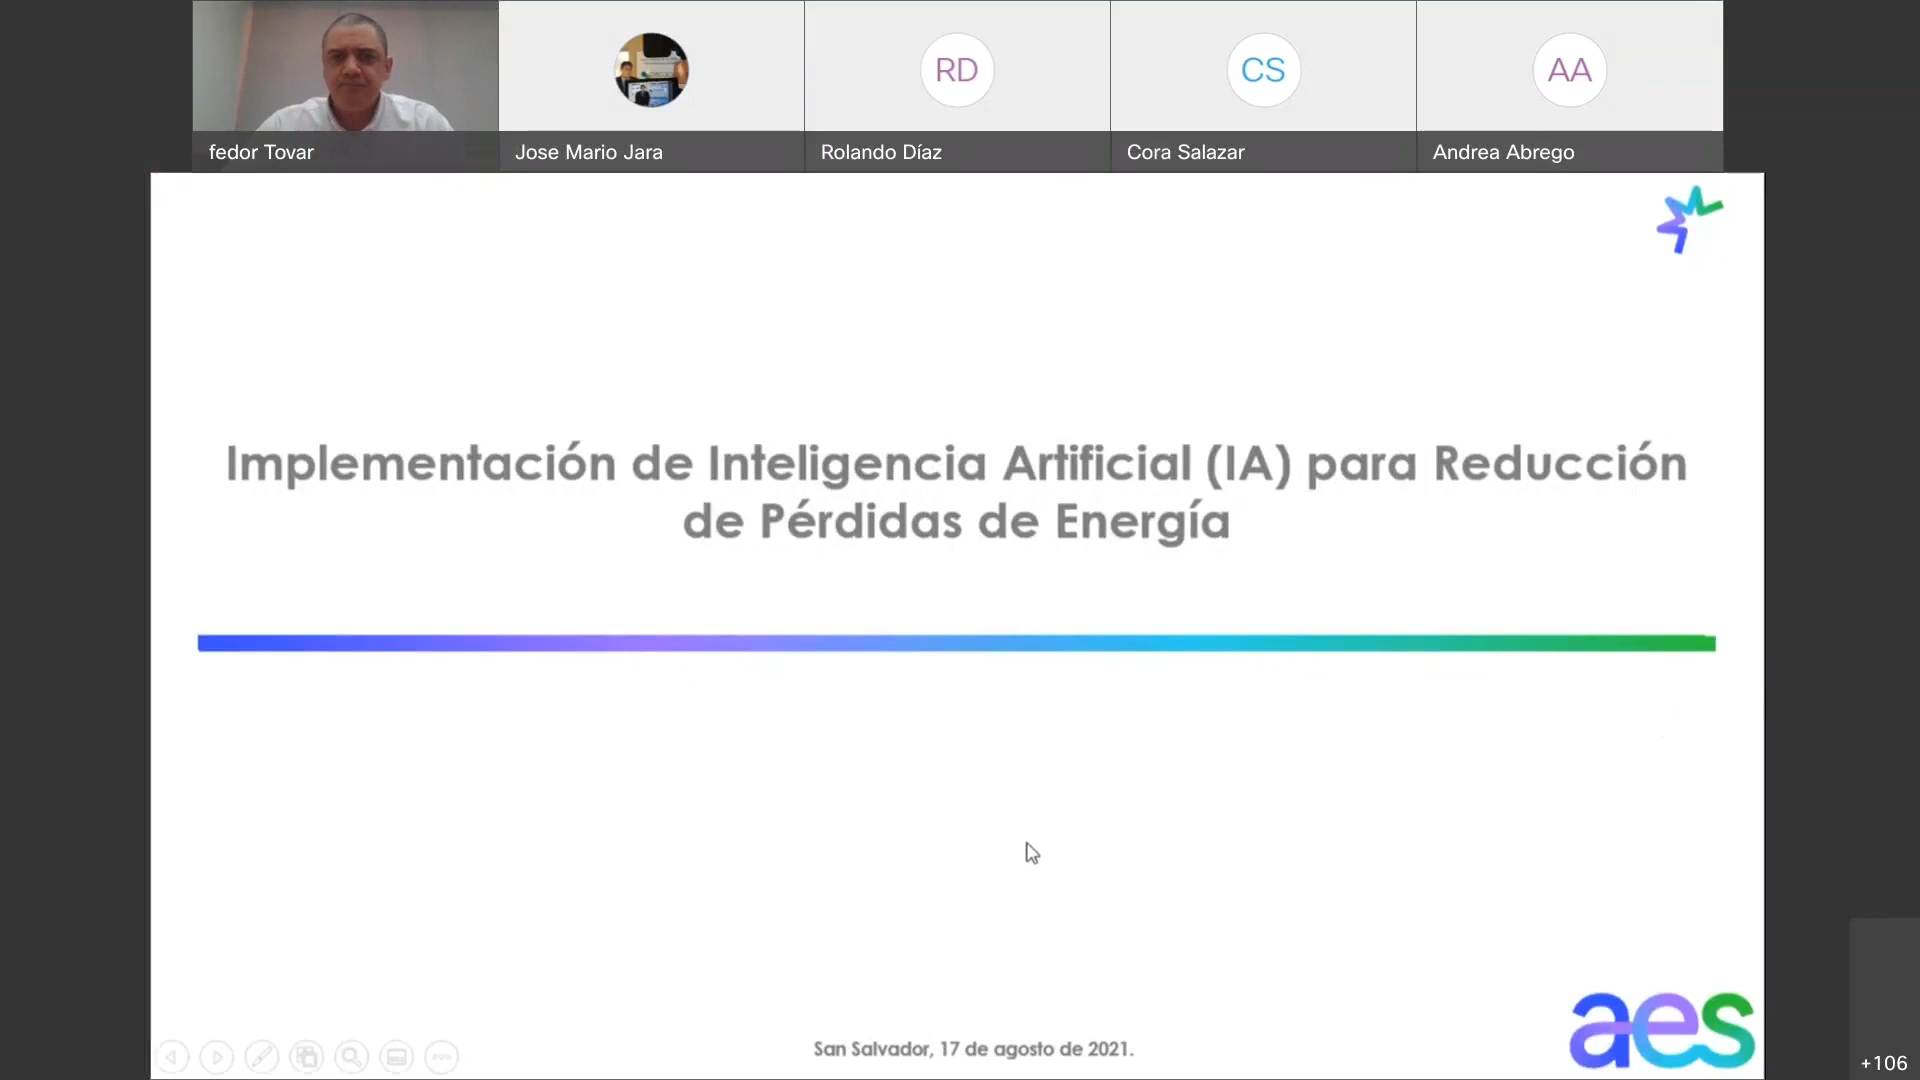 RD
CS
AA
fedor Tovar
Jose Mario Jara
Rolando Díaz
Cora Salazar
Andrea Abrego
Implementación de Inteligencia Artificial (IA) para Reducción
de Pérdidas de Energía
San Salvador, 17 de agosto de 2021.
aes
+106